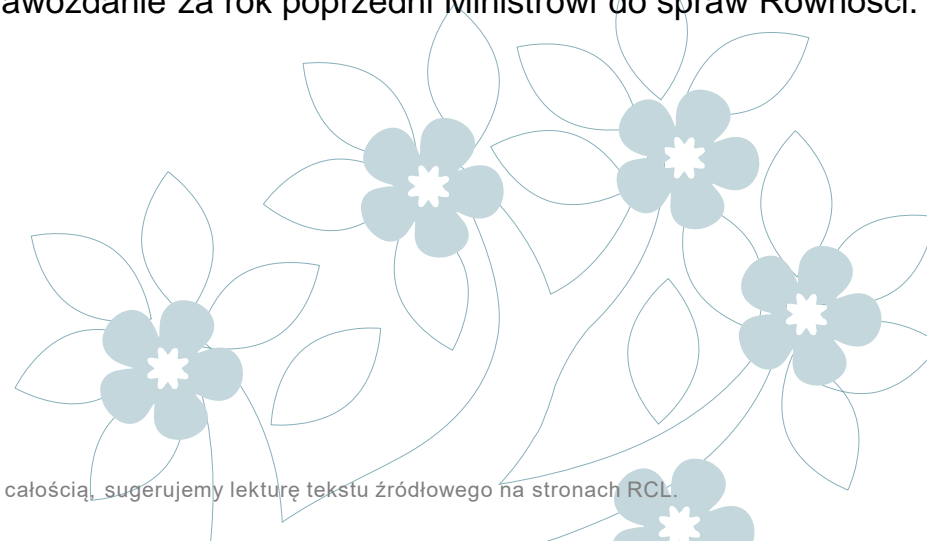 awozdanie za rok poprzedni Ministrowi do spraw Równości.
całością, sugerujemy lekturę tekstu źródłowego na stronach RCL.